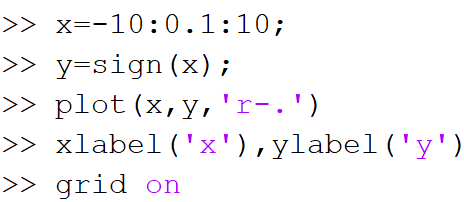 >> x=-10:0.1:10;
>> y=sign(x);
>> plot(x,y,'r-.')
>> xlabel('x'),ylabel('y')
>> grid on